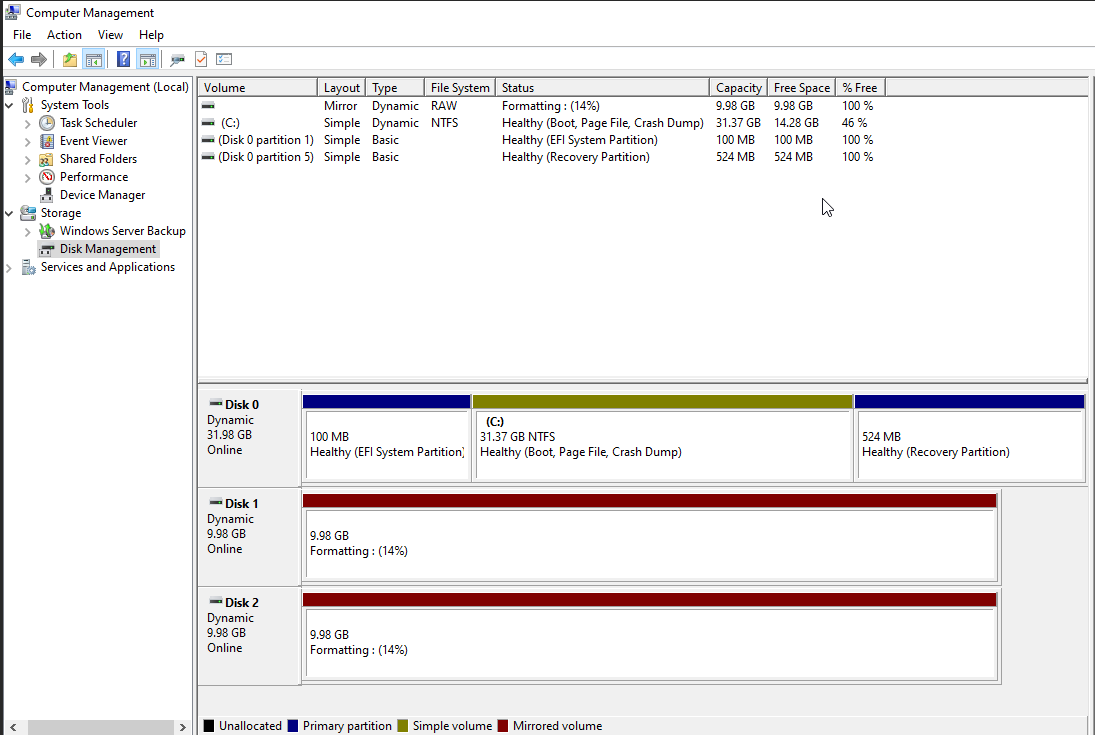 Computer Management
File Action View Help
Computer Management (Local)
System Tools
Task Scheduler
Event Viewer
Shared Folders
Performance
Device Manager
Storage
Windows Server Backup
Disk Management
Services and Applications
Volume Layout Type File System Status Capacity Free Space % Free
Mirror Dynamic RAW Formatting : (14%) 9.98 GB 9.98 GB 100 %
(C:) Simple Dynamic NTFS Healthy (Boot, Page File, Crash Dump) 31.37 GB 14.28 GB 46 %
(Disk 0 partition 1) Simple Basic Healthy (EFI System Partition) 100 MB 100 MB 100 %
(Disk 0 partition 5) Simple Basic Healthy (Recovery Partition) 524 MB 524 MB 100 %
Disk 0
Dynamic
31.98 GB
Online
100 MB
Healthy (EFI System Partition)
(C:)
31.37 GB NTFS
Healthy (Boot, Page File, Crash Dump)
524 MB
Healthy (Recovery Partition)
Disk 1
Dynamic
9.98 GB
Online
9.98 GB
Formatting : (14%)
Disk 2
Dynamic
9.98 GB
Online
9.98 GB
Formatting : (14%)
Unallocated Primary partition Simple volume Mirrored volume